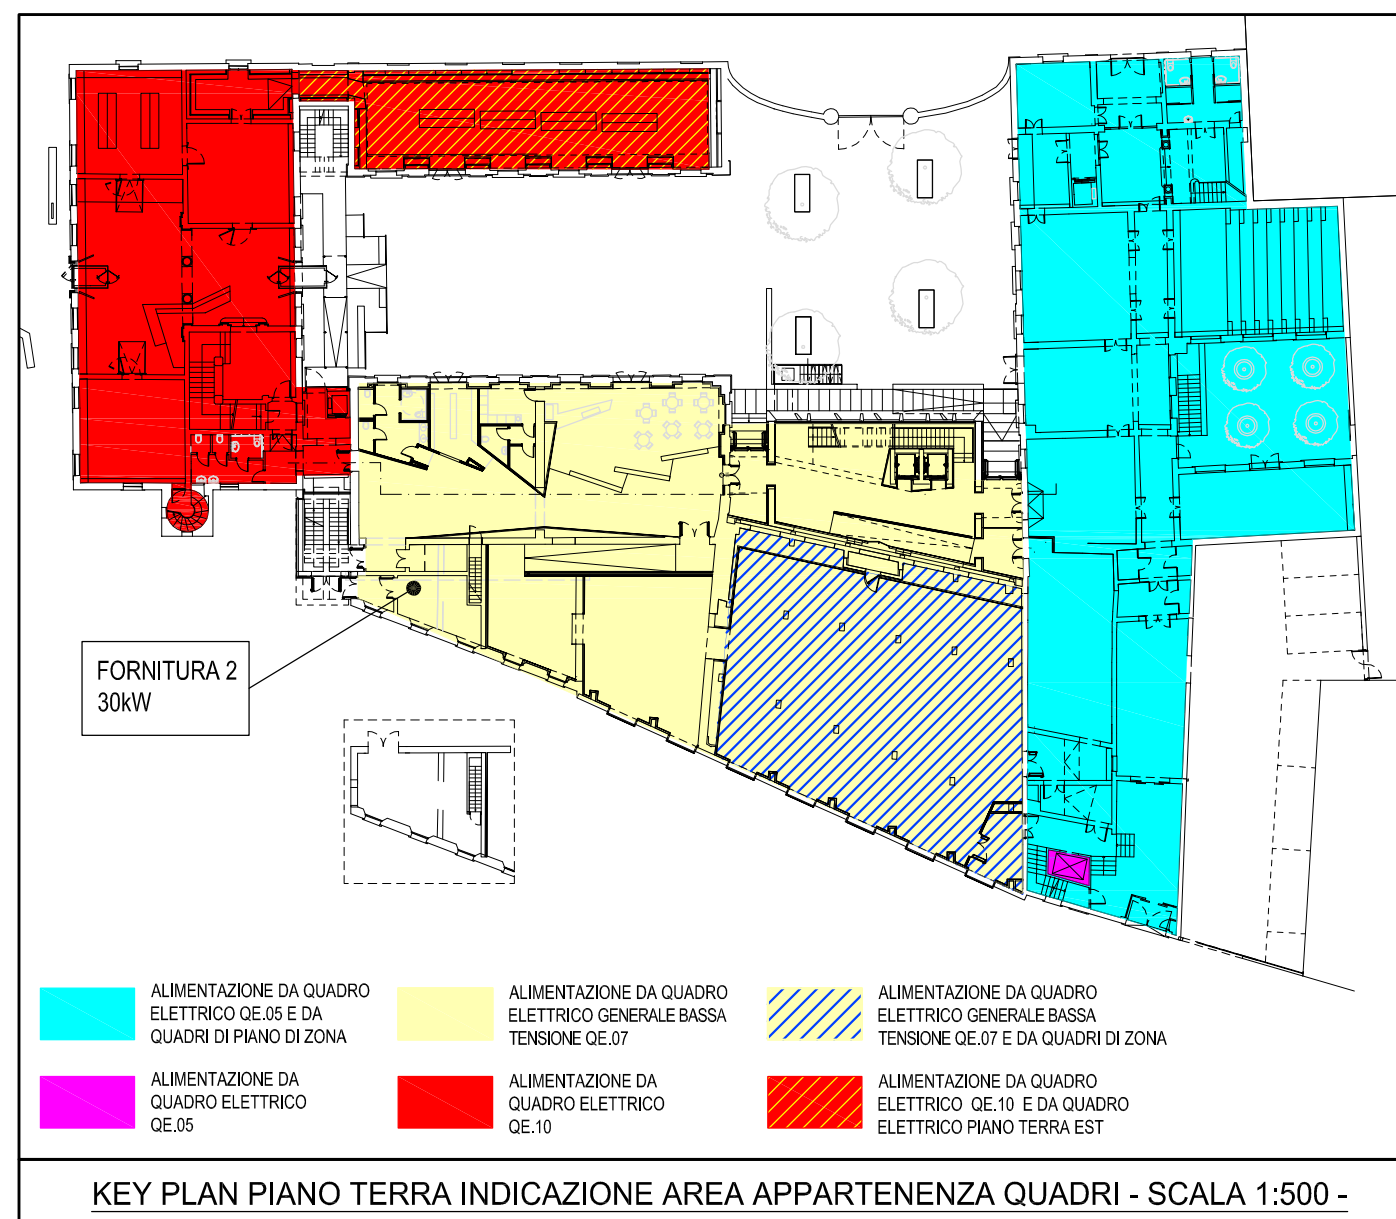 FORNITURA 2
30kW
ALIMENTAZIONE DA QUADRO
ELETTRICO QE.05 E DA
QUADRI DI PIANO DI ZONA
ALIMENTAZIONE DA QUADRO
ELETTRICO GENERALE BASSA
TENSIONE QE.07
ALIMENTAZIONE DA QUADRO
ELETTRICO GENERALE BASSA
TENSIONE QE.07 E DA QUADRI DI ZONA
ALIMENTAZIONE DA
QUADRO ELETTRICO
QE.05
ALIMENTAZIONE DA
QUADRO ELETTRICO
QE.10
ALIMENTAZIONE DA QUADRO
ELETTRICO QE.10 E DA QUADRO
ELETTRICO PIANO TERRA EST
KEY PLAN PIANO TERRA INDICAZIONE AREA APPARTENENZA QUADRI - SCALA 1:500 -